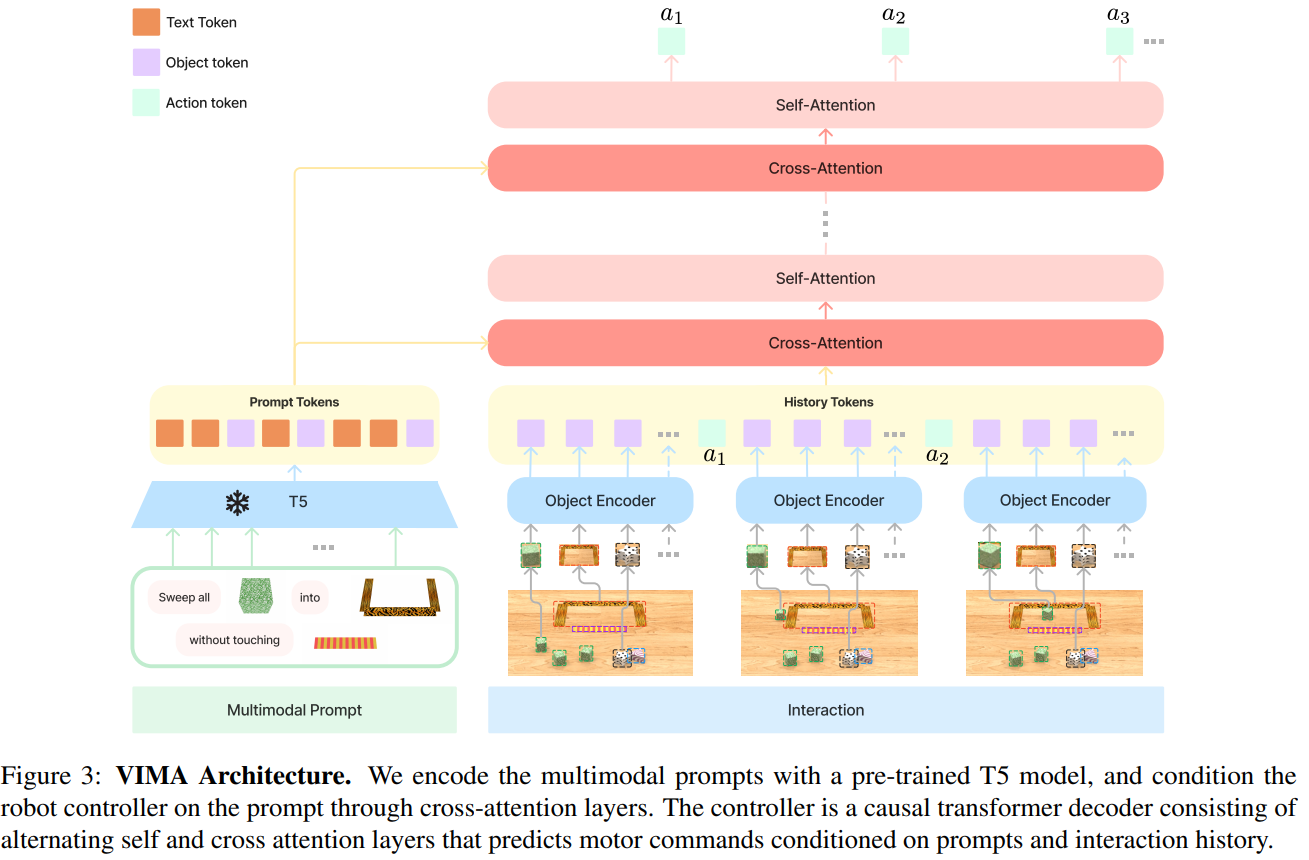 Text Token
Object token
Action token
a1
a2
a3
Self-Attention
Cross-Attention
Self-Attention
Cross-Attention
Prompt Tokens
History Tokens
a1
a2
T5
Object Encoder
Object Encoder
Object Encoder
Sweep all
into
without touching
Multimodal Prompt
Interaction
Figure 3: VIMA Architecture. We encode the multimodal prompts with a pre-trained T5 model, and condition the
robot controller on the prompt through cross-attention layers. The controller is a causal transformer decoder consisting of
alternating self and cross attention layers that predicts motor commands conditioned on prompts and interaction history.